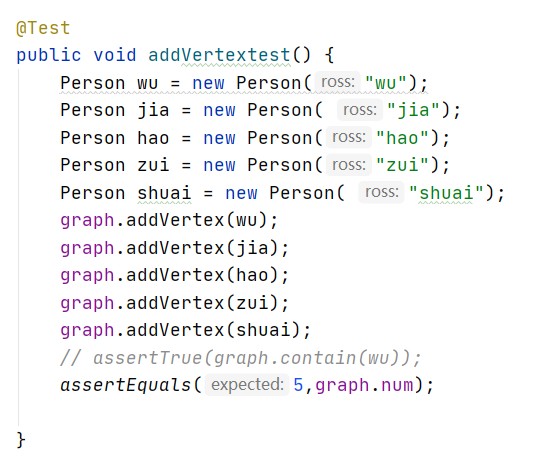 @Test
public void addVertextest() {
    Person wu = new Person( ross: "wu");
    Person jia = new Person( ross: "jia");
    Person hao = new Person( ross: "hao");
    Person zui = new Person( ross: "zui");
    Person shuai = new Person( ross: "shuai");
    graph.addVertex(wu);
    graph.addVertex(jia);
    graph.addVertex(hao);
    graph.addVertex(zui);
    graph.addVertex(shuai);
    // assertTrue(graph.contain(wu));
    assertEquals( expected: 5,graph.num);
}